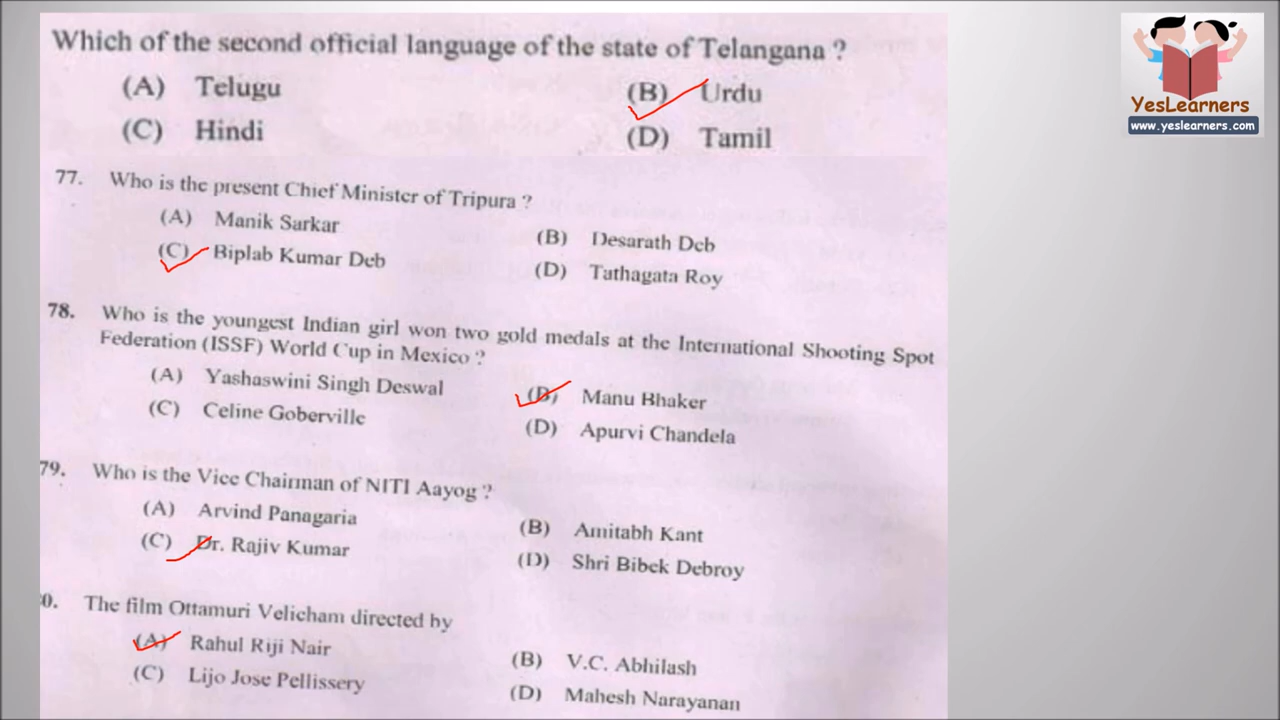 Which of the second official language of the state of Telangana ?
(A) Telugu (B) Urdu
(C) Hindi (D) Tamil
77. Who is the present Chief Minister of Tripura ?
(A) Manik Sarkar (B) Desarath Deb
(C) Biplab Kumar Deb (D) Tathagata Roy
78. Who is the youngest Indian girl won two gold medals at the International Shooting Spot
Federation (ISSF) World Cup in Mexico ?
(A) Yashaswini Singh Deswal (B) Manu Bhaker
(C) Celine Goberville (D) Apurvi Chandela
79. Who is the Vice Chairman of NITI Aayog ?
(A) Arvind Panagaria (B) Amitabh Kant
(C) Dr. Rajiv Kumar (D) Shri Bibek Debroy
0. The film Ottamuri Velicham directed by
(A) Rahul Riji Nair (B) V.C. Abhilash
(C) Lijo Jose Pellissery (D) Mahesh Narayanan
YesLearners
www.yeslearners.com